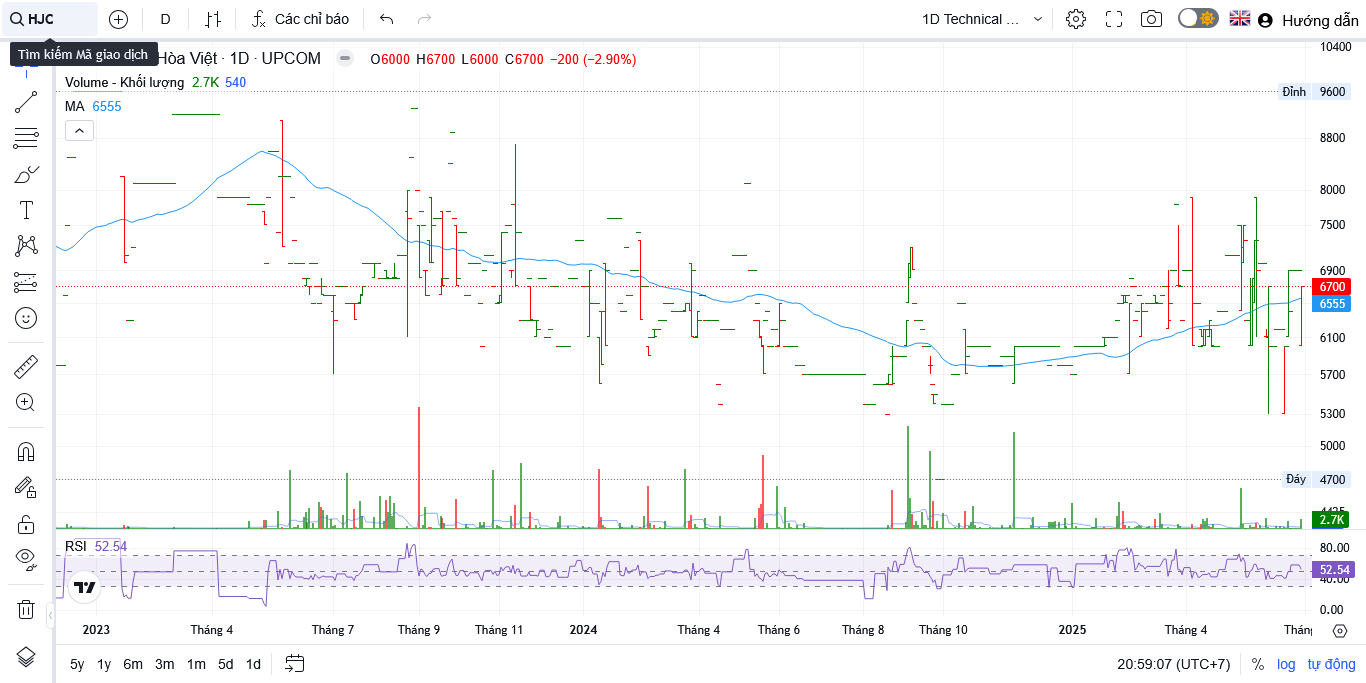 HJC
D
Các chỉ báo
1D Technical ...
Hướng dẫn
Tìm kiếm Mã giao dịch
Hòa Việt · 1D · UPCOM
O6000 H6700 L6000 C6700 −200 (−2.90%)
Volume - Khối lượng 2.7K 540
MA 6555
10400
Đỉnh 9600
8800
8000
7500
6900
6700
6555
6100
5700
5300
5000
Đáy 4700
2.7K
RSI 52.54
80.00
52.54
40.00
0.00
2023 Tháng 4 Tháng 7 Tháng 9 Tháng 11 2024 Tháng 4 Tháng 6 Tháng 8 Tháng 10 2025 Tháng 4 Tháng
5y 1y 6m 3m 1m 5d 1d
20:59:07 (UTC+7) % log tự động